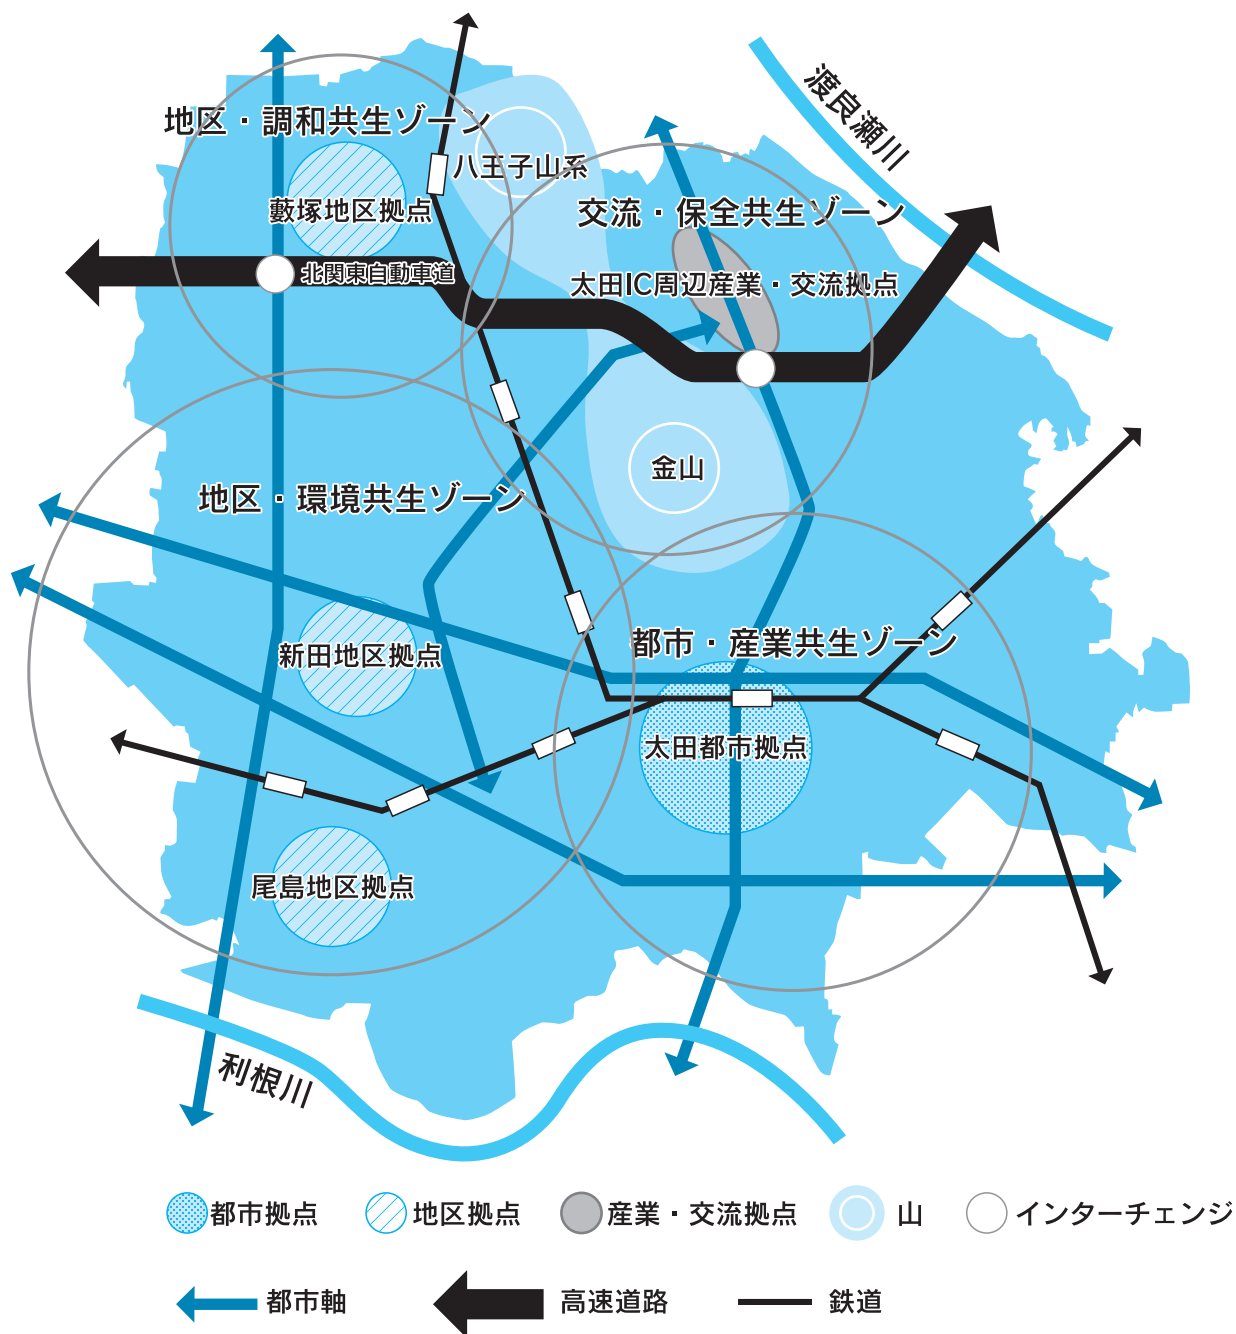 渡良瀬川
地区・調和共生ゾーン
八王子山系
藪塚地区拠点
交流・保全共生ゾーン
北関東自動車道
太田IC周辺産業・交流拠点
金山
地区・環境共生ゾーン
都市・産業共生ゾーン
新田地区拠点
太田都市拠点
尾島地区拠点
利根川
都市拠点
地区拠点
産業・交流拠点
山
インターチェンジ
都市軸
高速道路
鉄道